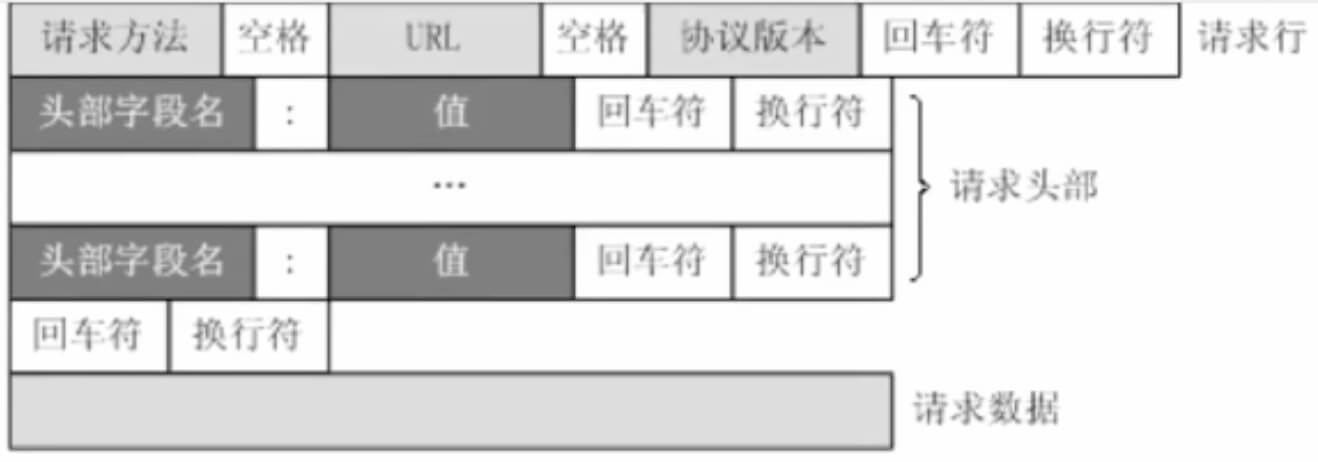 请求方法 空格 URL 空格 协议版本 回车符 换行符 请求行
头部字段名 : 值 回车符 换行符
... 请求头部
头部字段名 : 值 回车符 换行符
回车符 换行符
请求数据